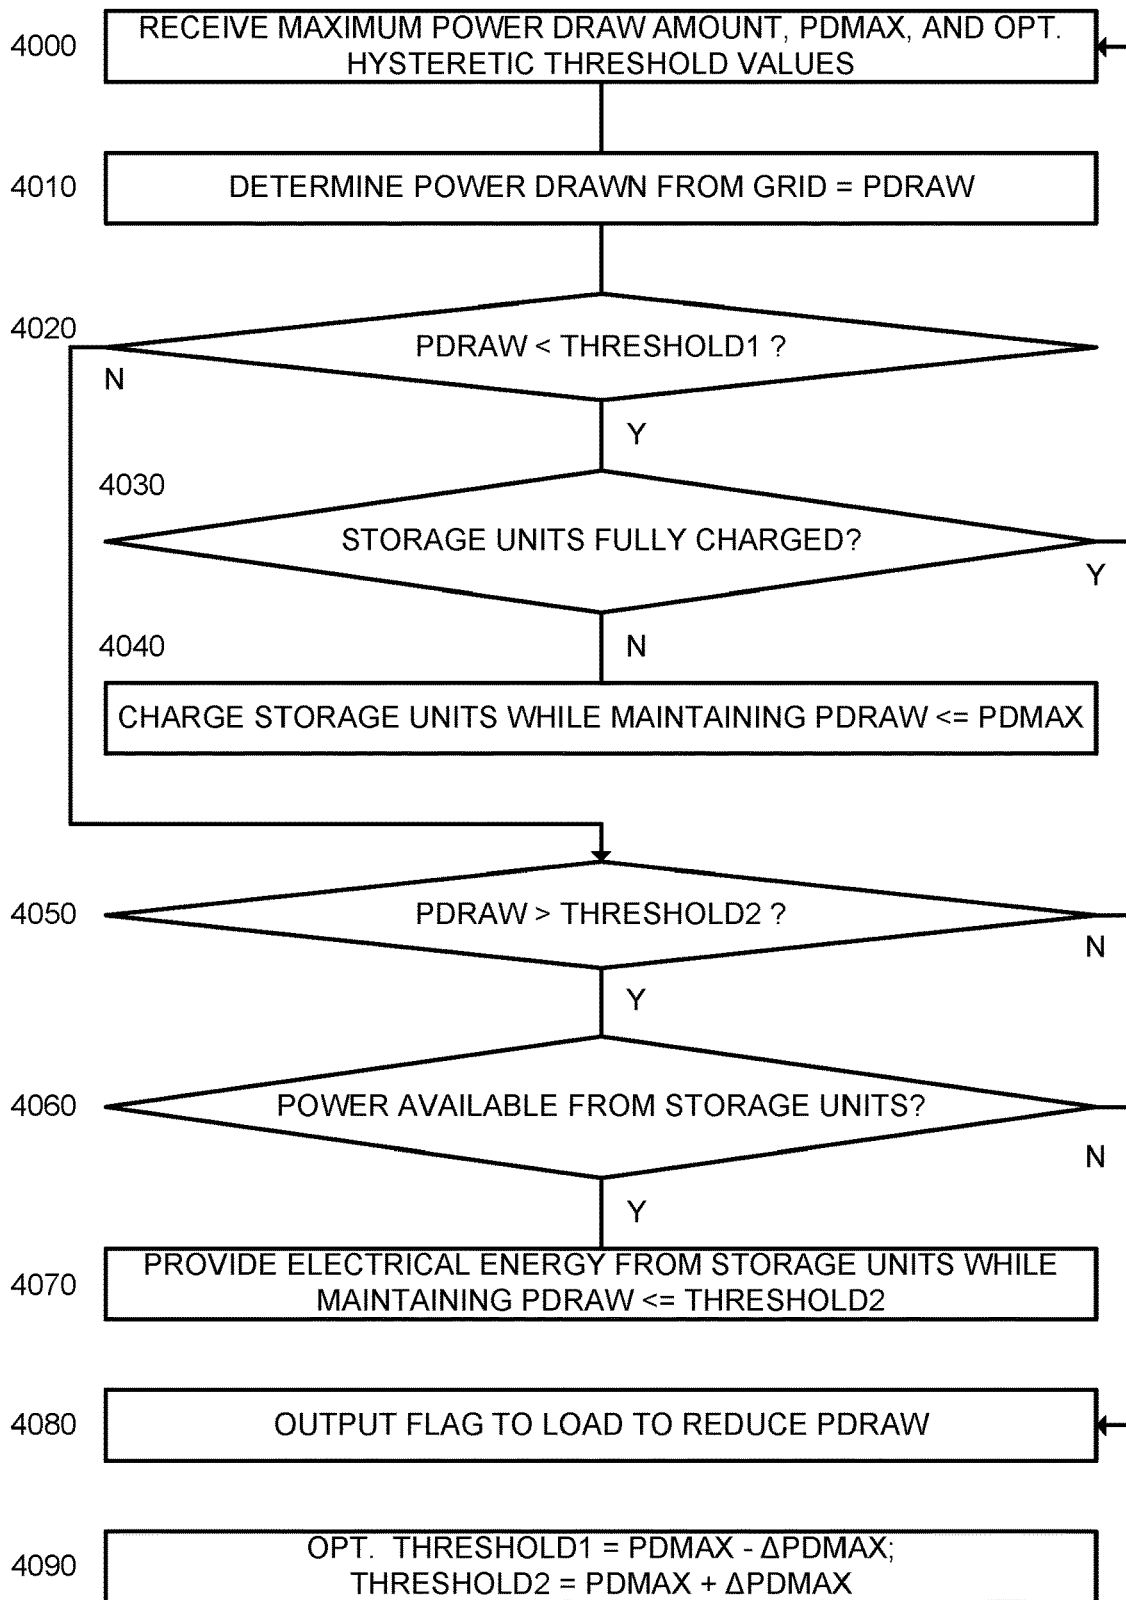 4000
RECEIVE MAXIMUM POWER DRAW AMOUNT, PDMAX, AND OPT.
HYSTERETIC THRESHOLD VALUES
4010
DETERMINE POWER DRAWN FROM GRID = PDRAW
4020
PDRAW < THRESHOLD1 ?
N
Y
4030
STORAGE UNITS FULLY CHARGED?
Y
4040
N
CHARGE STORAGE UNITS WHILE MAINTAINING PDRAW <= PDMAX
4050
PDRAW > THRESHOLD2 ?
N
Y
4060
POWER AVAILABLE FROM STORAGE UNITS?
N
Y
4070
PROVIDE ELECTRICAL ENERGY FROM STORAGE UNITS WHILE
MAINTAINING PDRAW <= THRESHOLD2
4080
OUTPUT FLAG TO LOAD TO REDUCE PDRAW
4090
OPT. THRESHOLD1 = PDMAX - ΔPDMAX;
THRESHOLD2 = PDMAX + ΔPDMAX